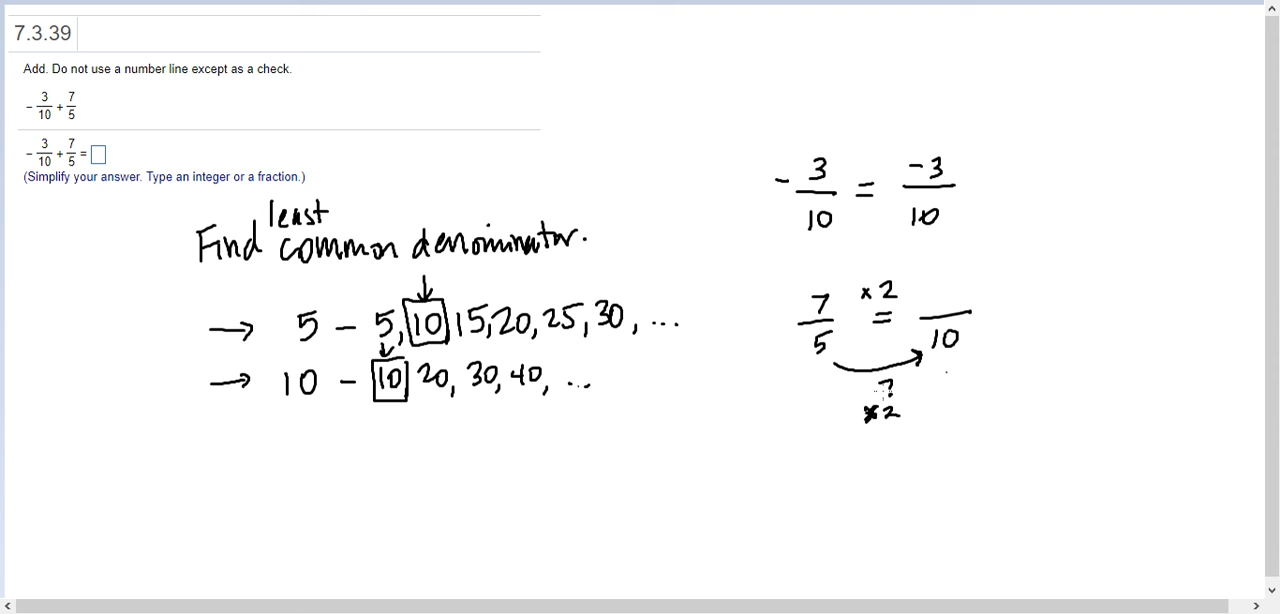 7.3.39
Add. Do not use a number line except as a check.
- 3/10 + 7/5
- 3/10 + 7/5 =
(Simplify your answer. Type an integer or a fraction.)
least
Find common denominator.
→ 5 - 5, 10 15, 20, 25, 30, ...
→ 10 - 10 20, 30, 40, ...
- 3/10 = -3/10
7/5 = /10
×2
?
×2